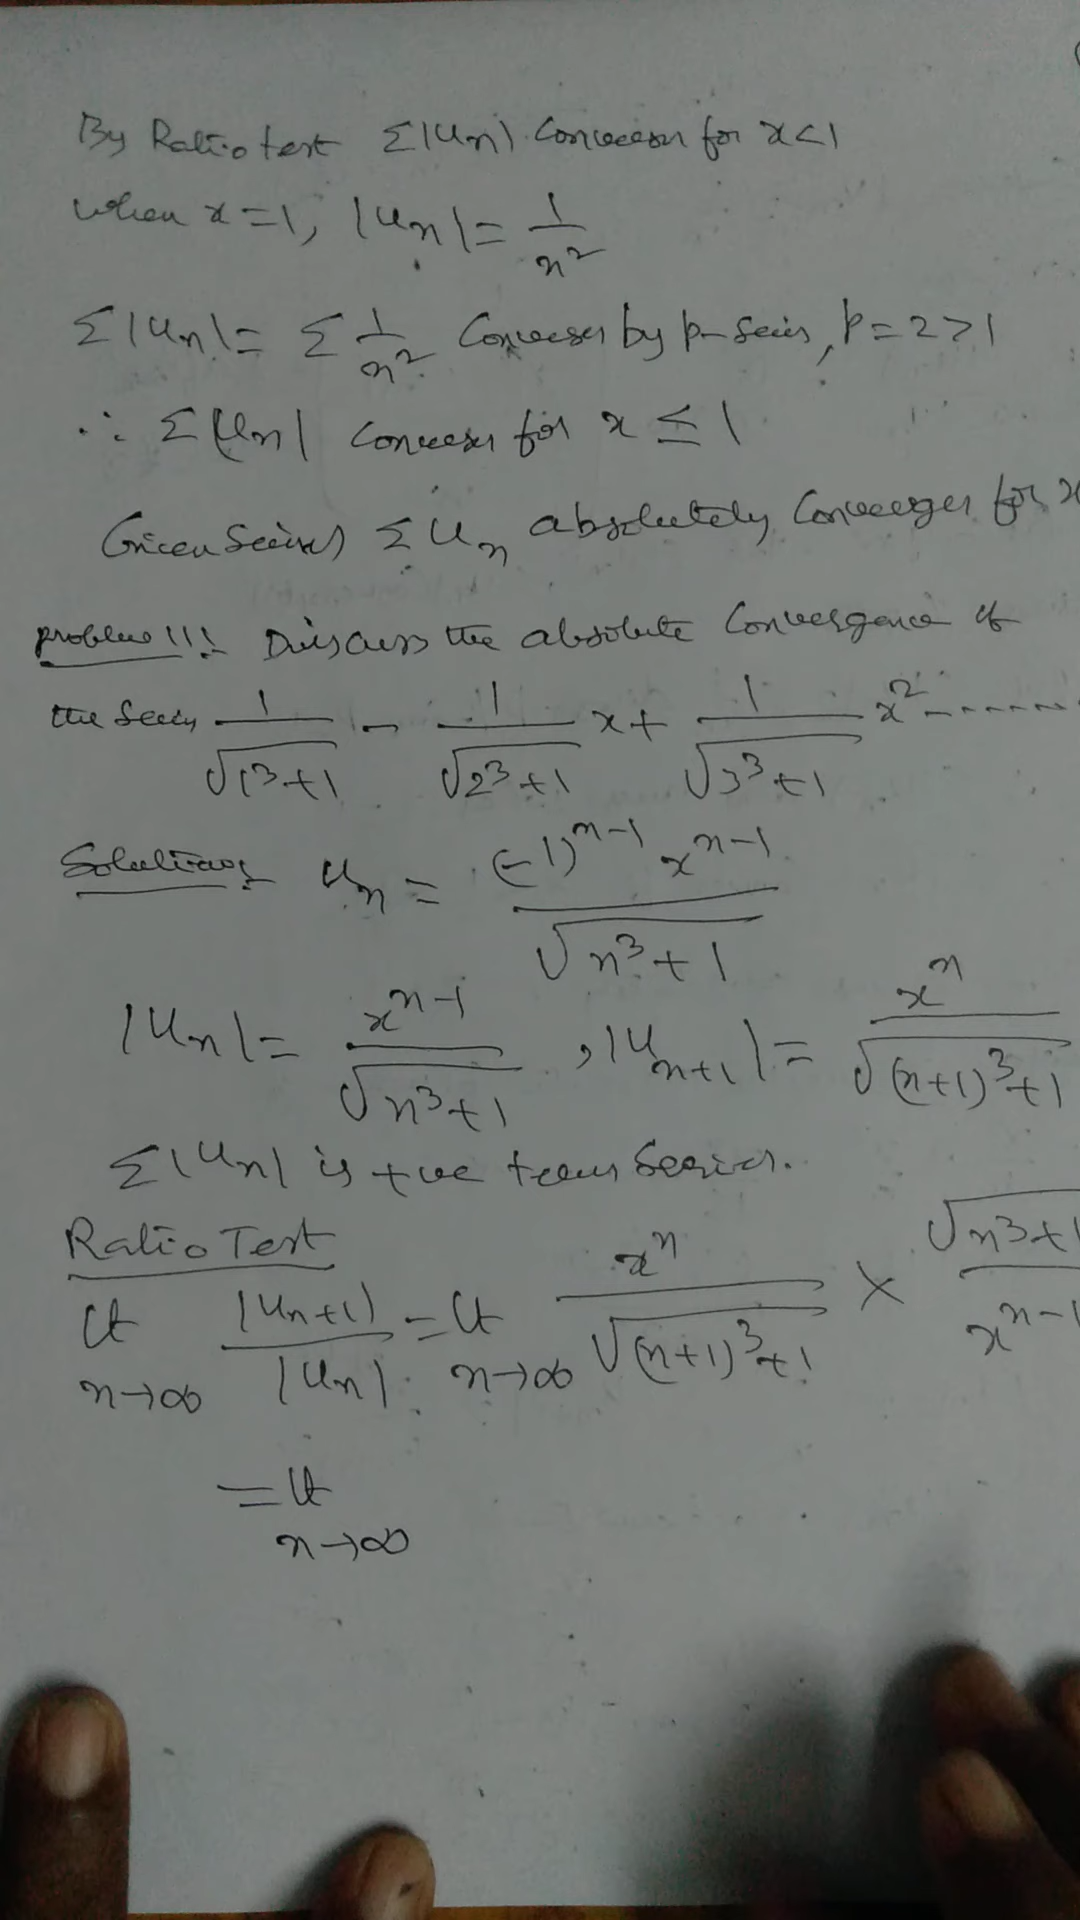 By Ratio test Σ|un| Converges for x<1
when x=1, |un| = 1/n²
Σ|un| = Σ 1/n² Converges by p-series, p=2>1
∴ Σ|un| Converges for x ≤ 1
Given Series Σun absolutely Converges for x
problem !!! Discuss the absolute Convergence of
the Series 1/√(1³+1) - 1/√(2³+1) x + 1/√(3³+1) x² -------
Solution un = (-1)^(n-1) x^(n-1) / √(n³+1)
|un| = x^(n-1) / √(n³+1) , |un+1| = x^n / √((n+1)³+1)
Σ|un| is +ve term Series.
Ratio Test
Lt n→∞ |un+1| / |un| = Lt n→∞ x^n / √((n+1)³+1) × √(n³+1 / x^(n-1
= Lt n→∞